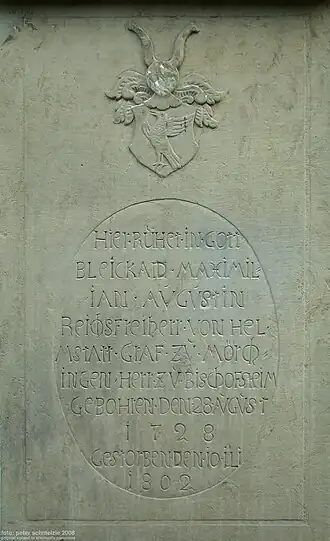 HIER·RUHET·IN·GOTT
BLEICKARD·MAXIMIL-
IAN·AUGUSTIN
REICHSFREIHERR·VON·HEL-
MSTATT·GRAF·ZU·MÖRCH-
INGEN·HERR·ZU·BISCHOFSHEIM
GEBOHREN·DEN·28·AUGUST
1728
GESTORBEN·DEN·10·
1802
foto: peter schmelzle 2008